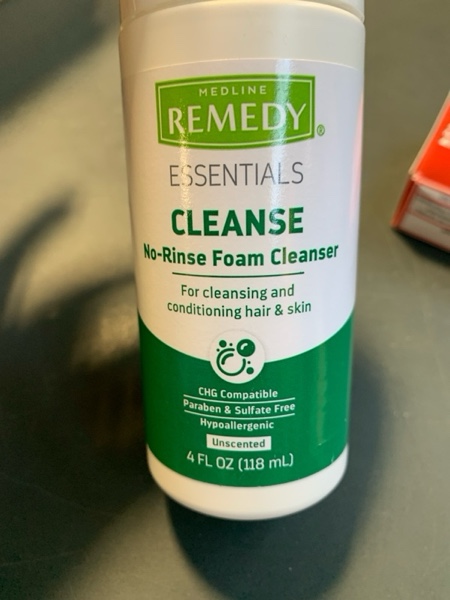 MEDLINE
REMEDY®
ESSENTIALS
CLEANSE
No-Rinse Foam Cleanser
For cleansing and
conditioning hair & skin
CHG Compatible
Paraben & Sulfate Free
Hypoallergenic
Unscented
4 FL OZ (118 mL)